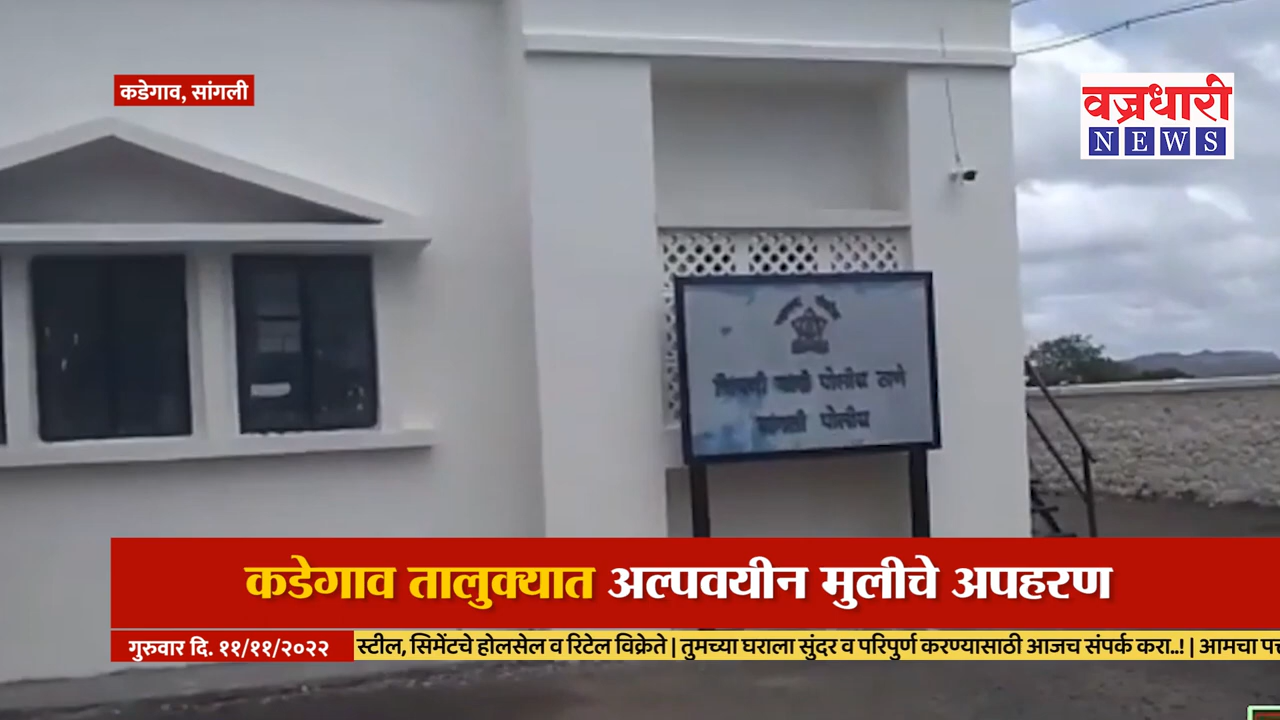 कडेगाव, सांगली
वज्रधारी
NEWS
पोलीस ठाणे
सांगली पोलीस
कडेगाव तालुक्यात अल्पवयीन मुलीचे अपहरण
गुरुवार दि. ११/११/२०२२
स्टील, सिमेंटचे होलसेल व रिटेल विक्रेते | तुमच्या घराला सुंदर व परिपुर्ण करण्यासाठी आजच संपर्क करा..! | आमचा